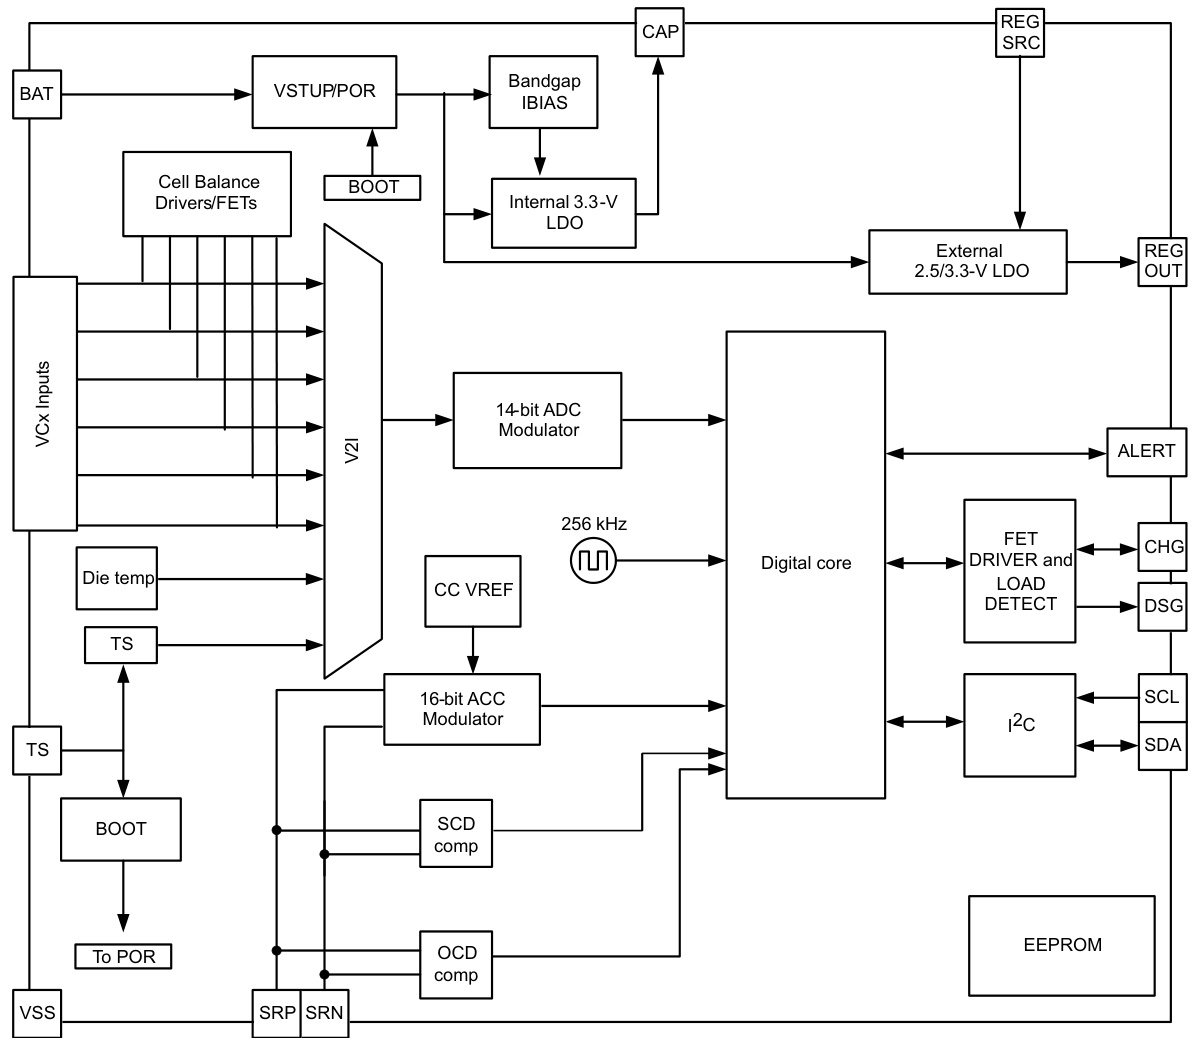 CAP
REG
SRC
BAT
VSTUP/POR
Bandgap
IBIAS
BOOT
Cell Balance
Drivers/FETs
Internal 3.3-V
LDO
External
2.5/3.3-V LDO
REG
OUT
VCx Inputs
V2I
14-bit ADC
Modulator
ALERT
256 kHz
Digital core
FET
DRIVER and
LOAD
DETECT
CHG
DSG
Die temp
CC VREF
TS
16-bit ACC
Modulator
I2C
SCL
SDA
TS
BOOT
SCD
comp
To POR
OCD
comp
EEPROM
VSS
SRP
SRN